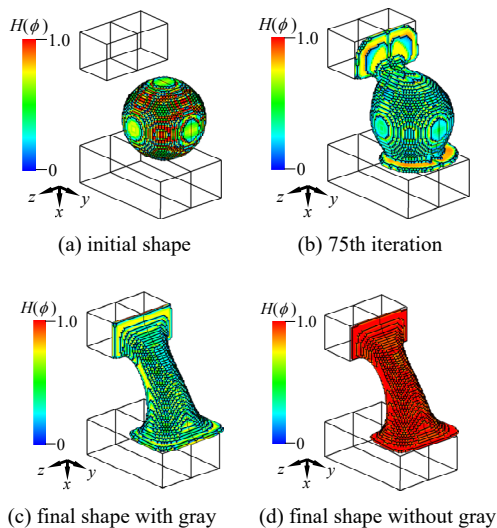 H(ϕ)
1.0
0
z
x
y
(a) initial shape
H(ϕ)
1.0
0
z
x
y
(b) 75th iteration
H(ϕ)
1.0
0
z
x
y
(c) final shape with gray
H(ϕ)
1.0
0
z
x
y
(d) final shape without gray